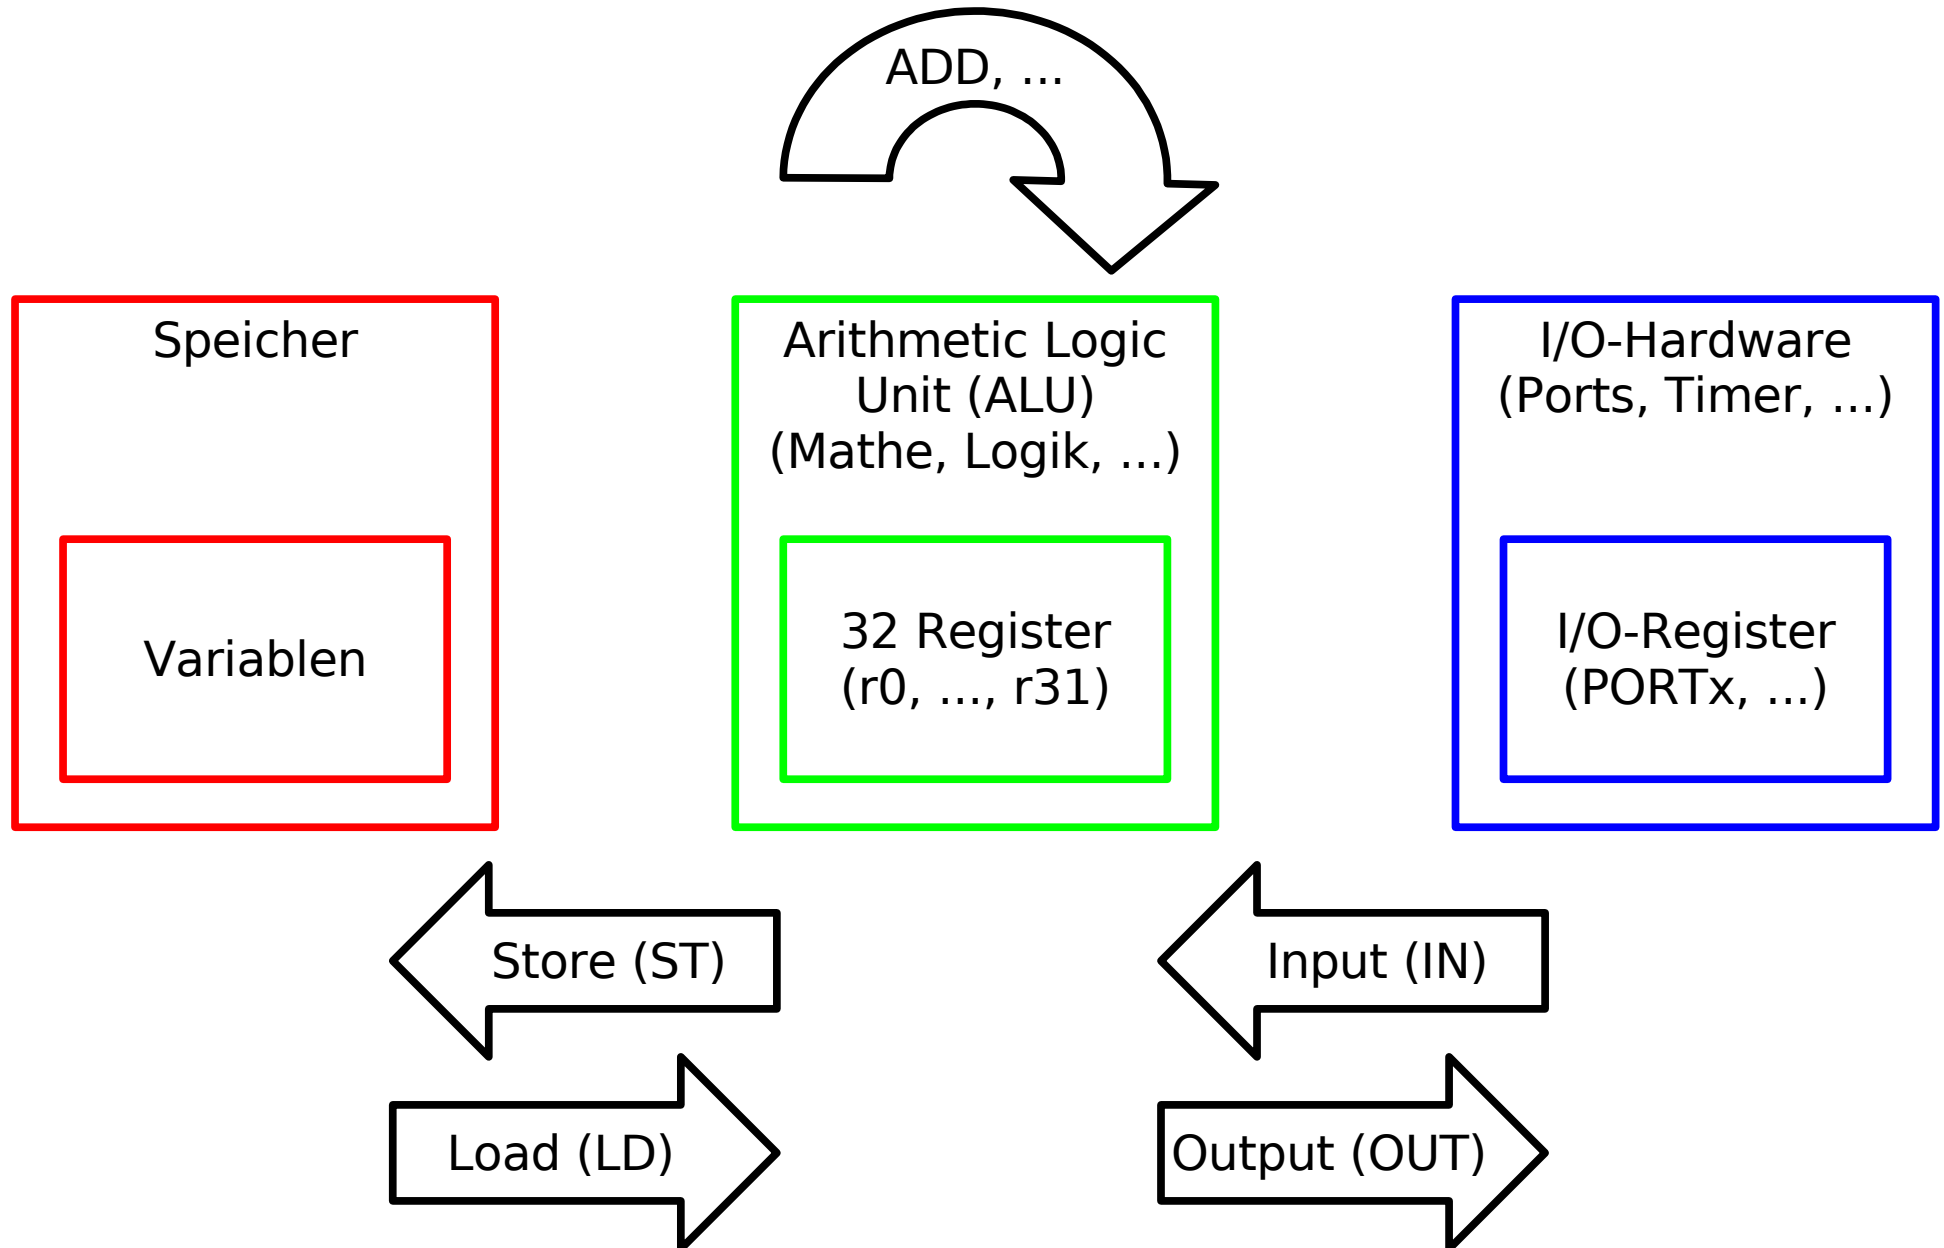 ADD, ...
Speicher
Variablen
Arithmetic Logic
Unit (ALU)
(Mathe, Logik, ...)
32 Register
(r0, ..., r31)
I/O-Hardware
(Ports, Timer, ...)
I/O-Register
(PORTx, ...)
Store (ST)
Input (IN)
Load (LD)
Output (OUT)